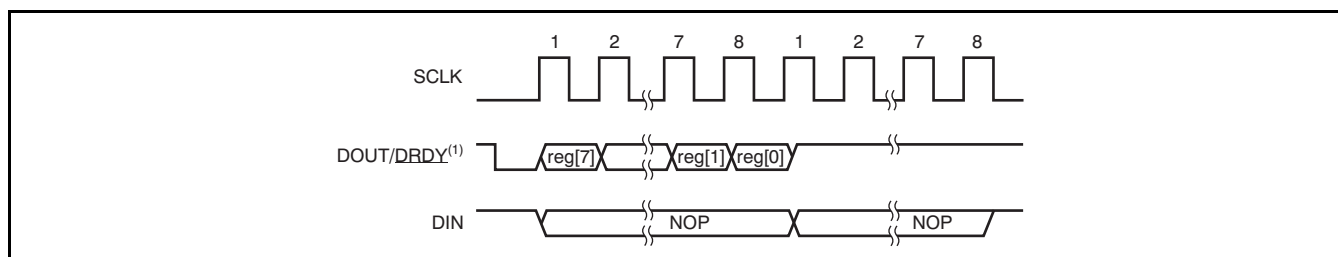 1 2 7 8 1 2 7 8
SCLK
DOUT/DRDY(1) reg[7] reg[1] reg[0]
DIN NOP NOP